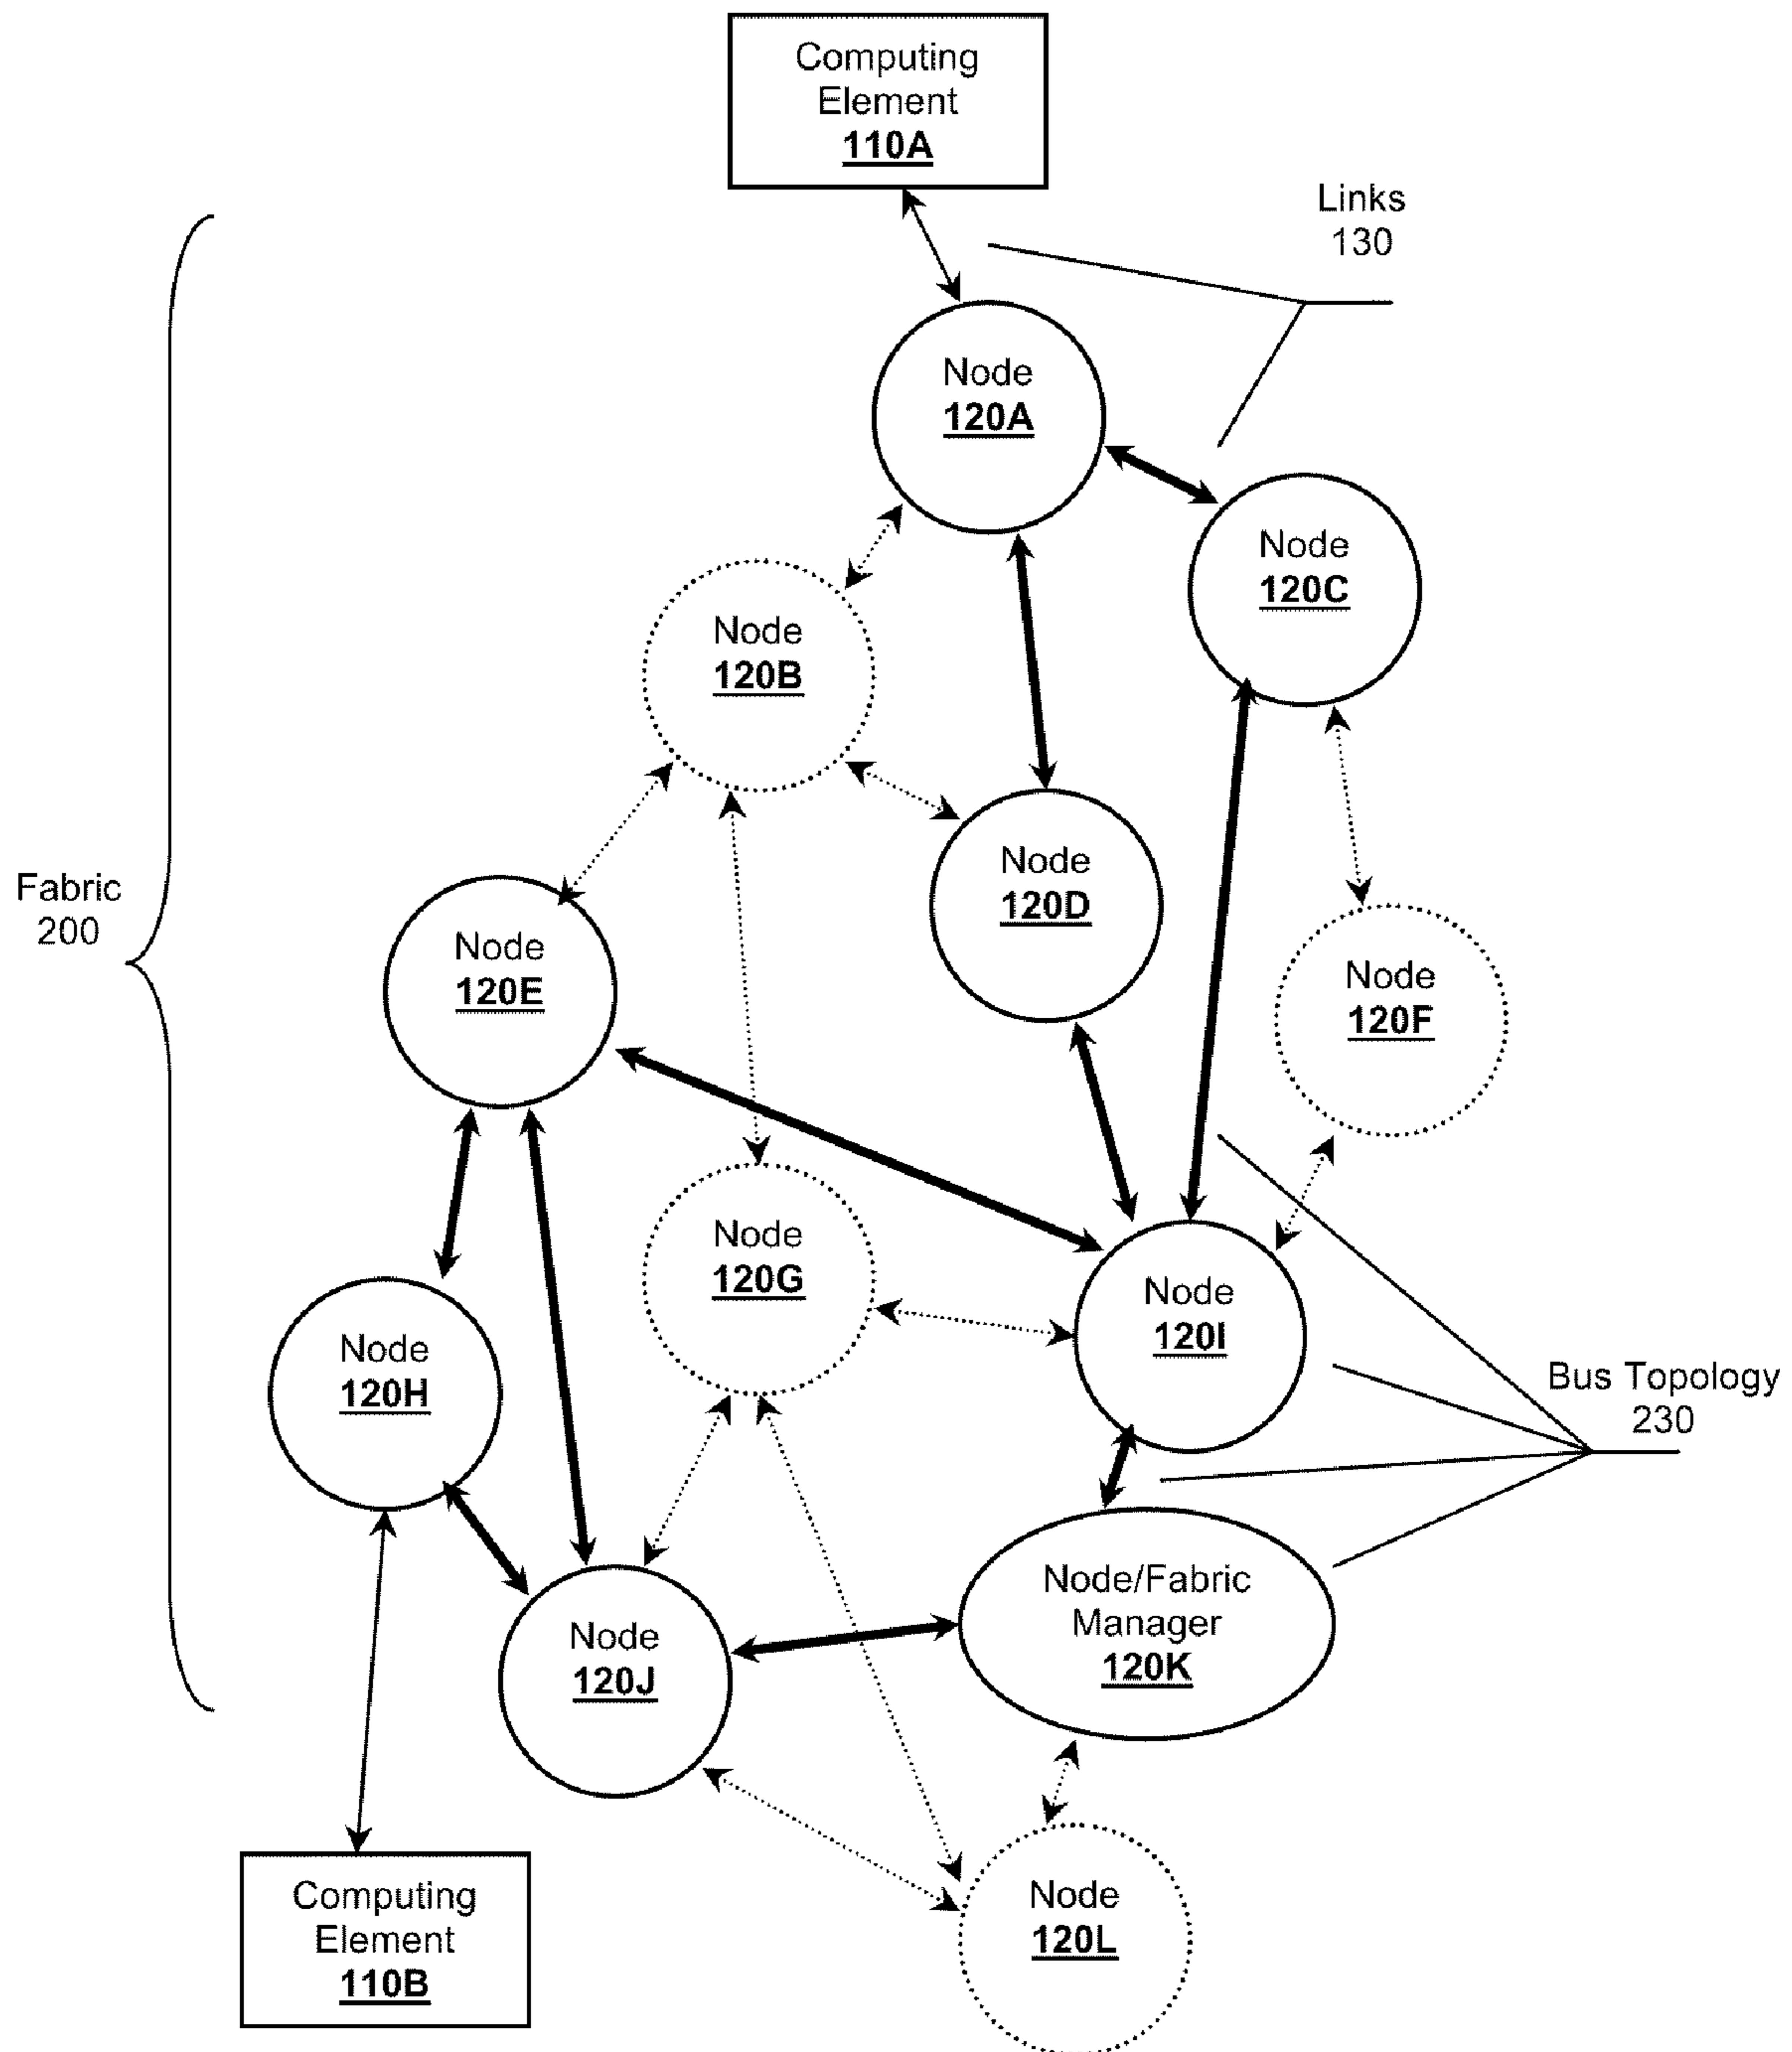 Computing
Element
110A
Links
130
Node
120A
Node
120C
Node
120B
Node
120D
Fabric
200
Node
120E
Node
120F
Node
120G
Node
120I
Node
120H
Bus Topology
230
Node/Fabric
Manager
120K
Node
120J
Computing
Element
110B
Node
120L